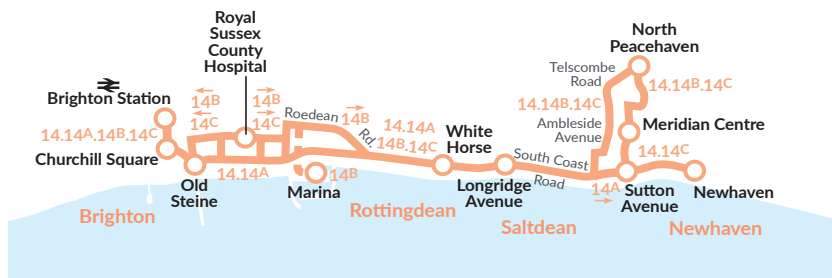 Royal
Sussex
County
Hospital
Brighton Station
14B
14B
14C
14C
14.14A.14B.14C
Churchill Square
Old
Steine
14.14A
Roedean
Rd.
14B
14.14A
14B.14C
Marina
14B
White
Horse
Longridge
Avenue
South Coast
Road
North
Peacehaven
Telscombe
Road
14.14B.14C
14.14B.14C
Ambleside
Avenue
Meridian Centre
14.14C
14A
Sutton
Avenue
Newhaven
Brighton
Rottingdean
Saltdean
Newhaven